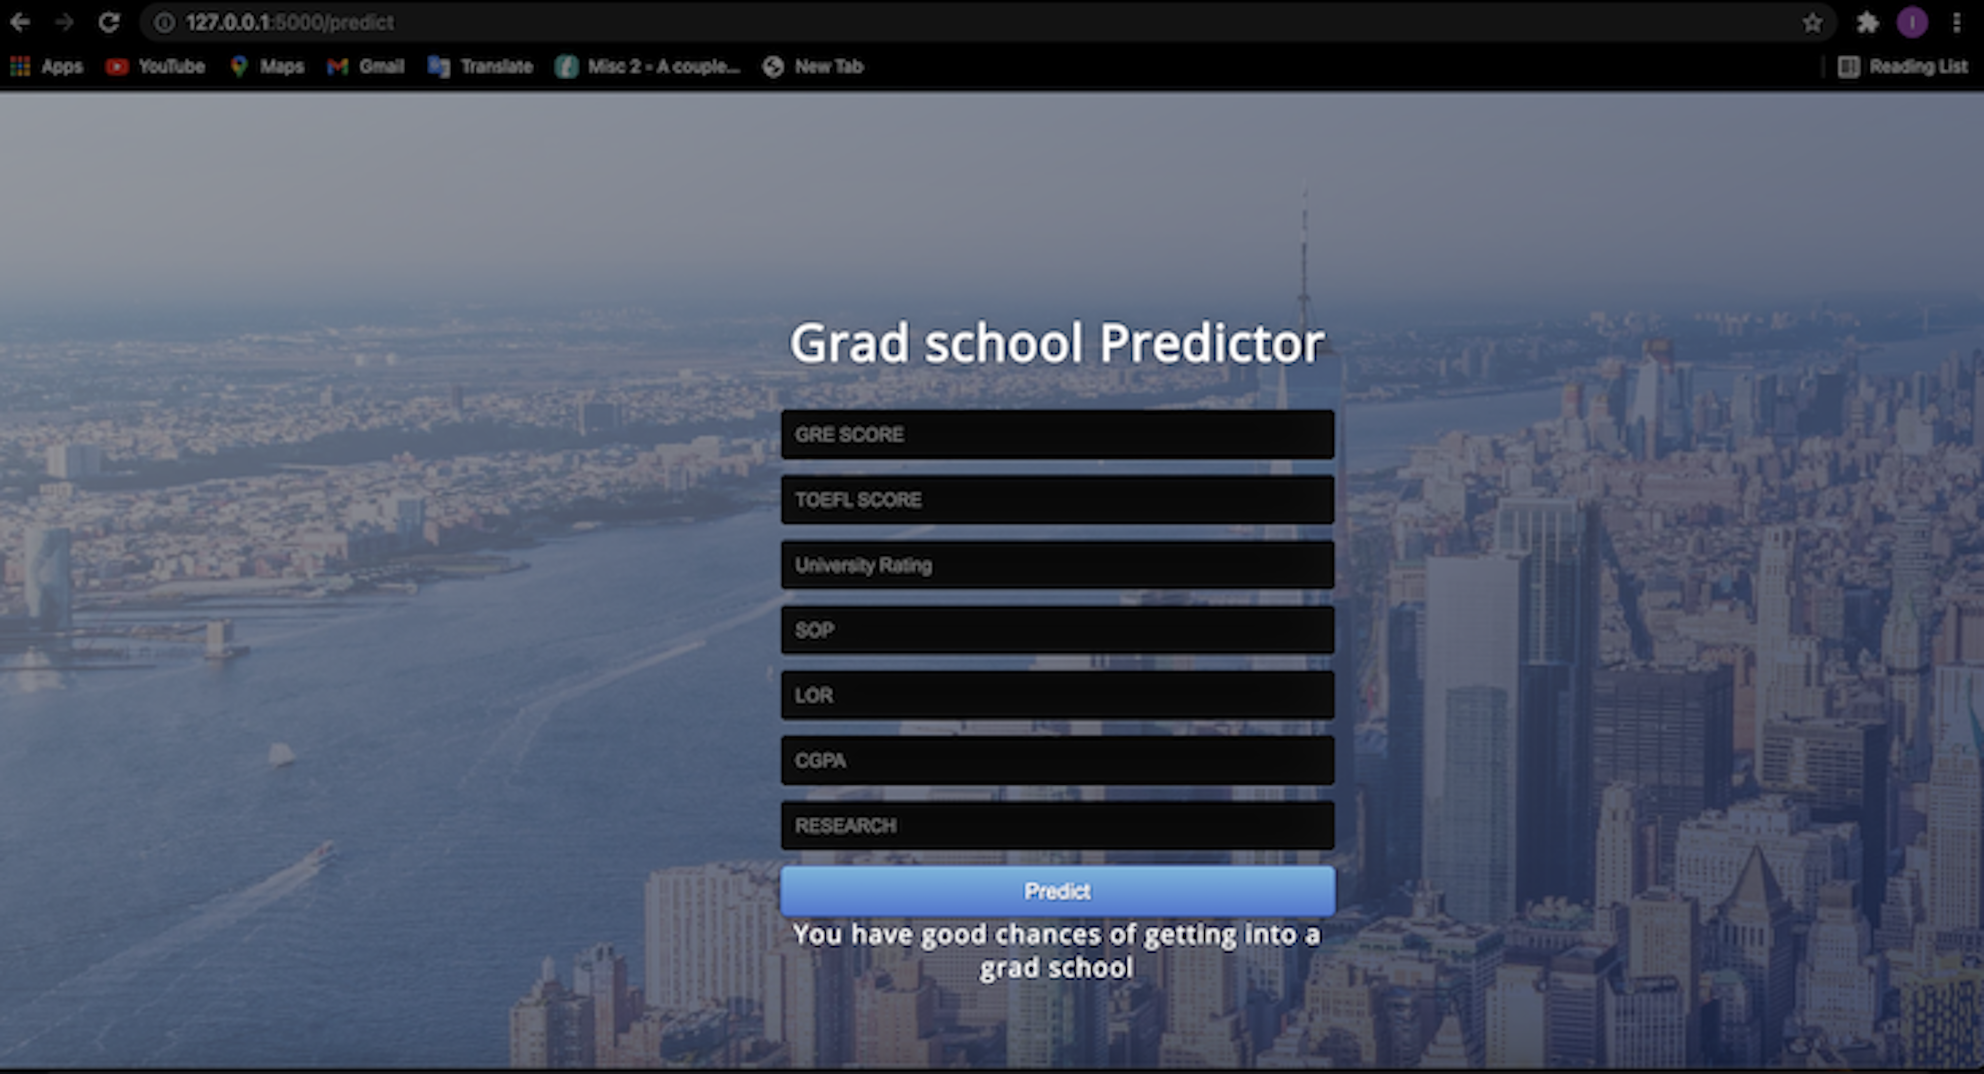 127.0.0.1:5000/predict
Apps YouTube Maps Gmail Translate Misc 2 - A couple... New Tab Reading List
Grad school Predictor
GRE SCORE
TOEFL SCORE
University Rating
SOP
LOR
CGPA
RESEARCH
Predict
You have good chances of getting into a
grad school